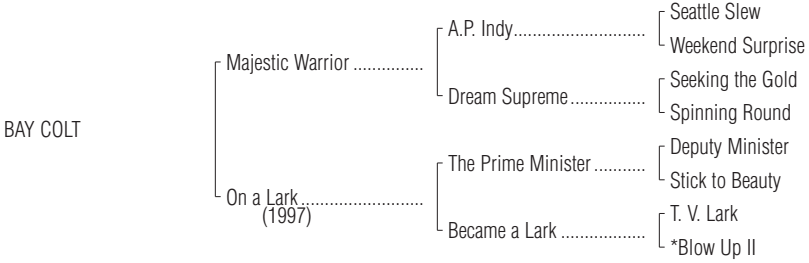 Seattle Slew
A.P. Indy..............................
Weekend Surprise
Majestic Warrior ................
Seeking the Gold
Dream Supreme.................
Spinning Round
BAY COLT
Deputy Minister
The Prime Minister ............
Stick to Beauty
On a Lark............................
(1997)
T. V. Lark
Became a Lark ...................
*Blow Up II